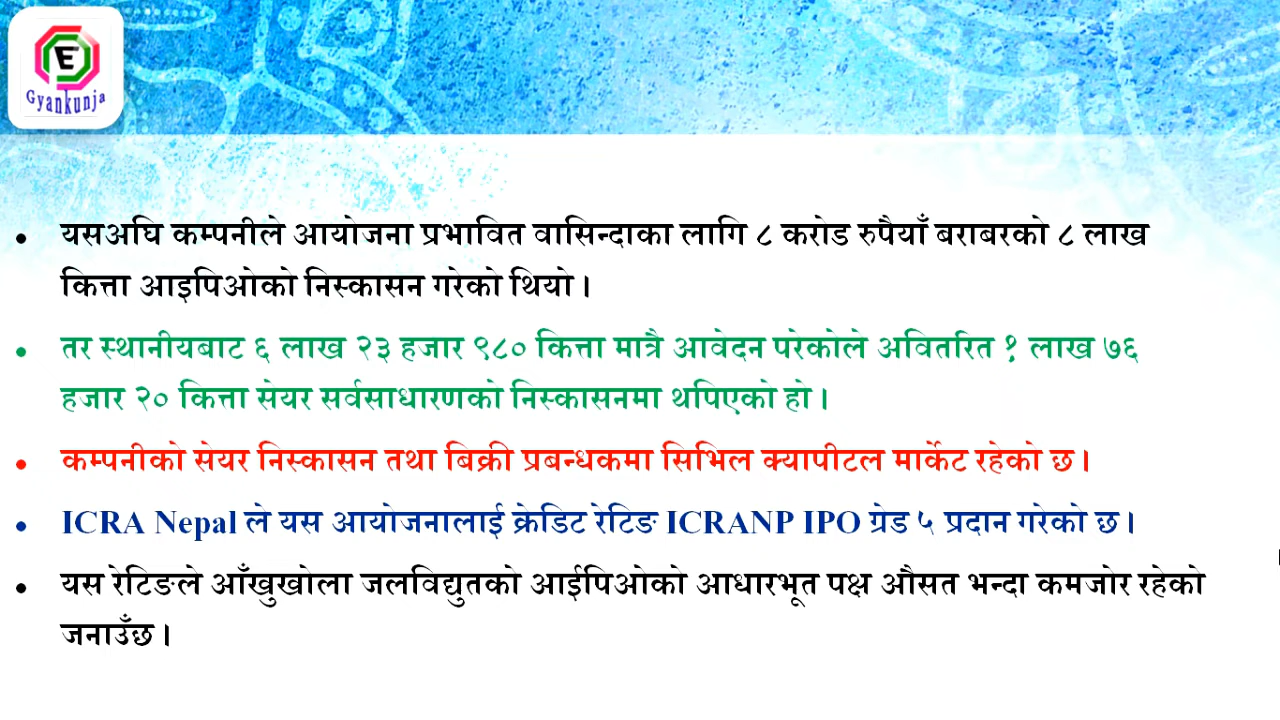 E
Gyankunja
• यसअघि कम्पनीले आयोजना प्रभावित वासिन्दाका लागि ८ करोड रुपैयाँ बराबरको ८ लाख
कित्ता आइपिओको निस्कासन गरेको थियो ।
• तर स्थानीयबाट ६ लाख २३ हजार ९८० कित्ता मात्रै आवेदन परेकोले अवितरित १ लाख ७६
हजार २० कित्ता सेयर सर्वसाधारणको निस्कासनमा थपिएको हो ।
• कम्पनीको सेयर निस्कासन तथा बिक्री प्रबन्धकमा सिभिल क्यापीटल मार्केट रहेको छ ।
• ICRA Nepal ले यस आयोजनालाई क्रेडिट रेटिङ ICRANP IPO ग्रेड ५ प्रदान गरेको छ ।
• यस रेटिङले आँखुखोला जलविद्युतको आईपिओको आधारभूत पक्ष औसत भन्दा कमजोर रहेको
जनाउँछ ।